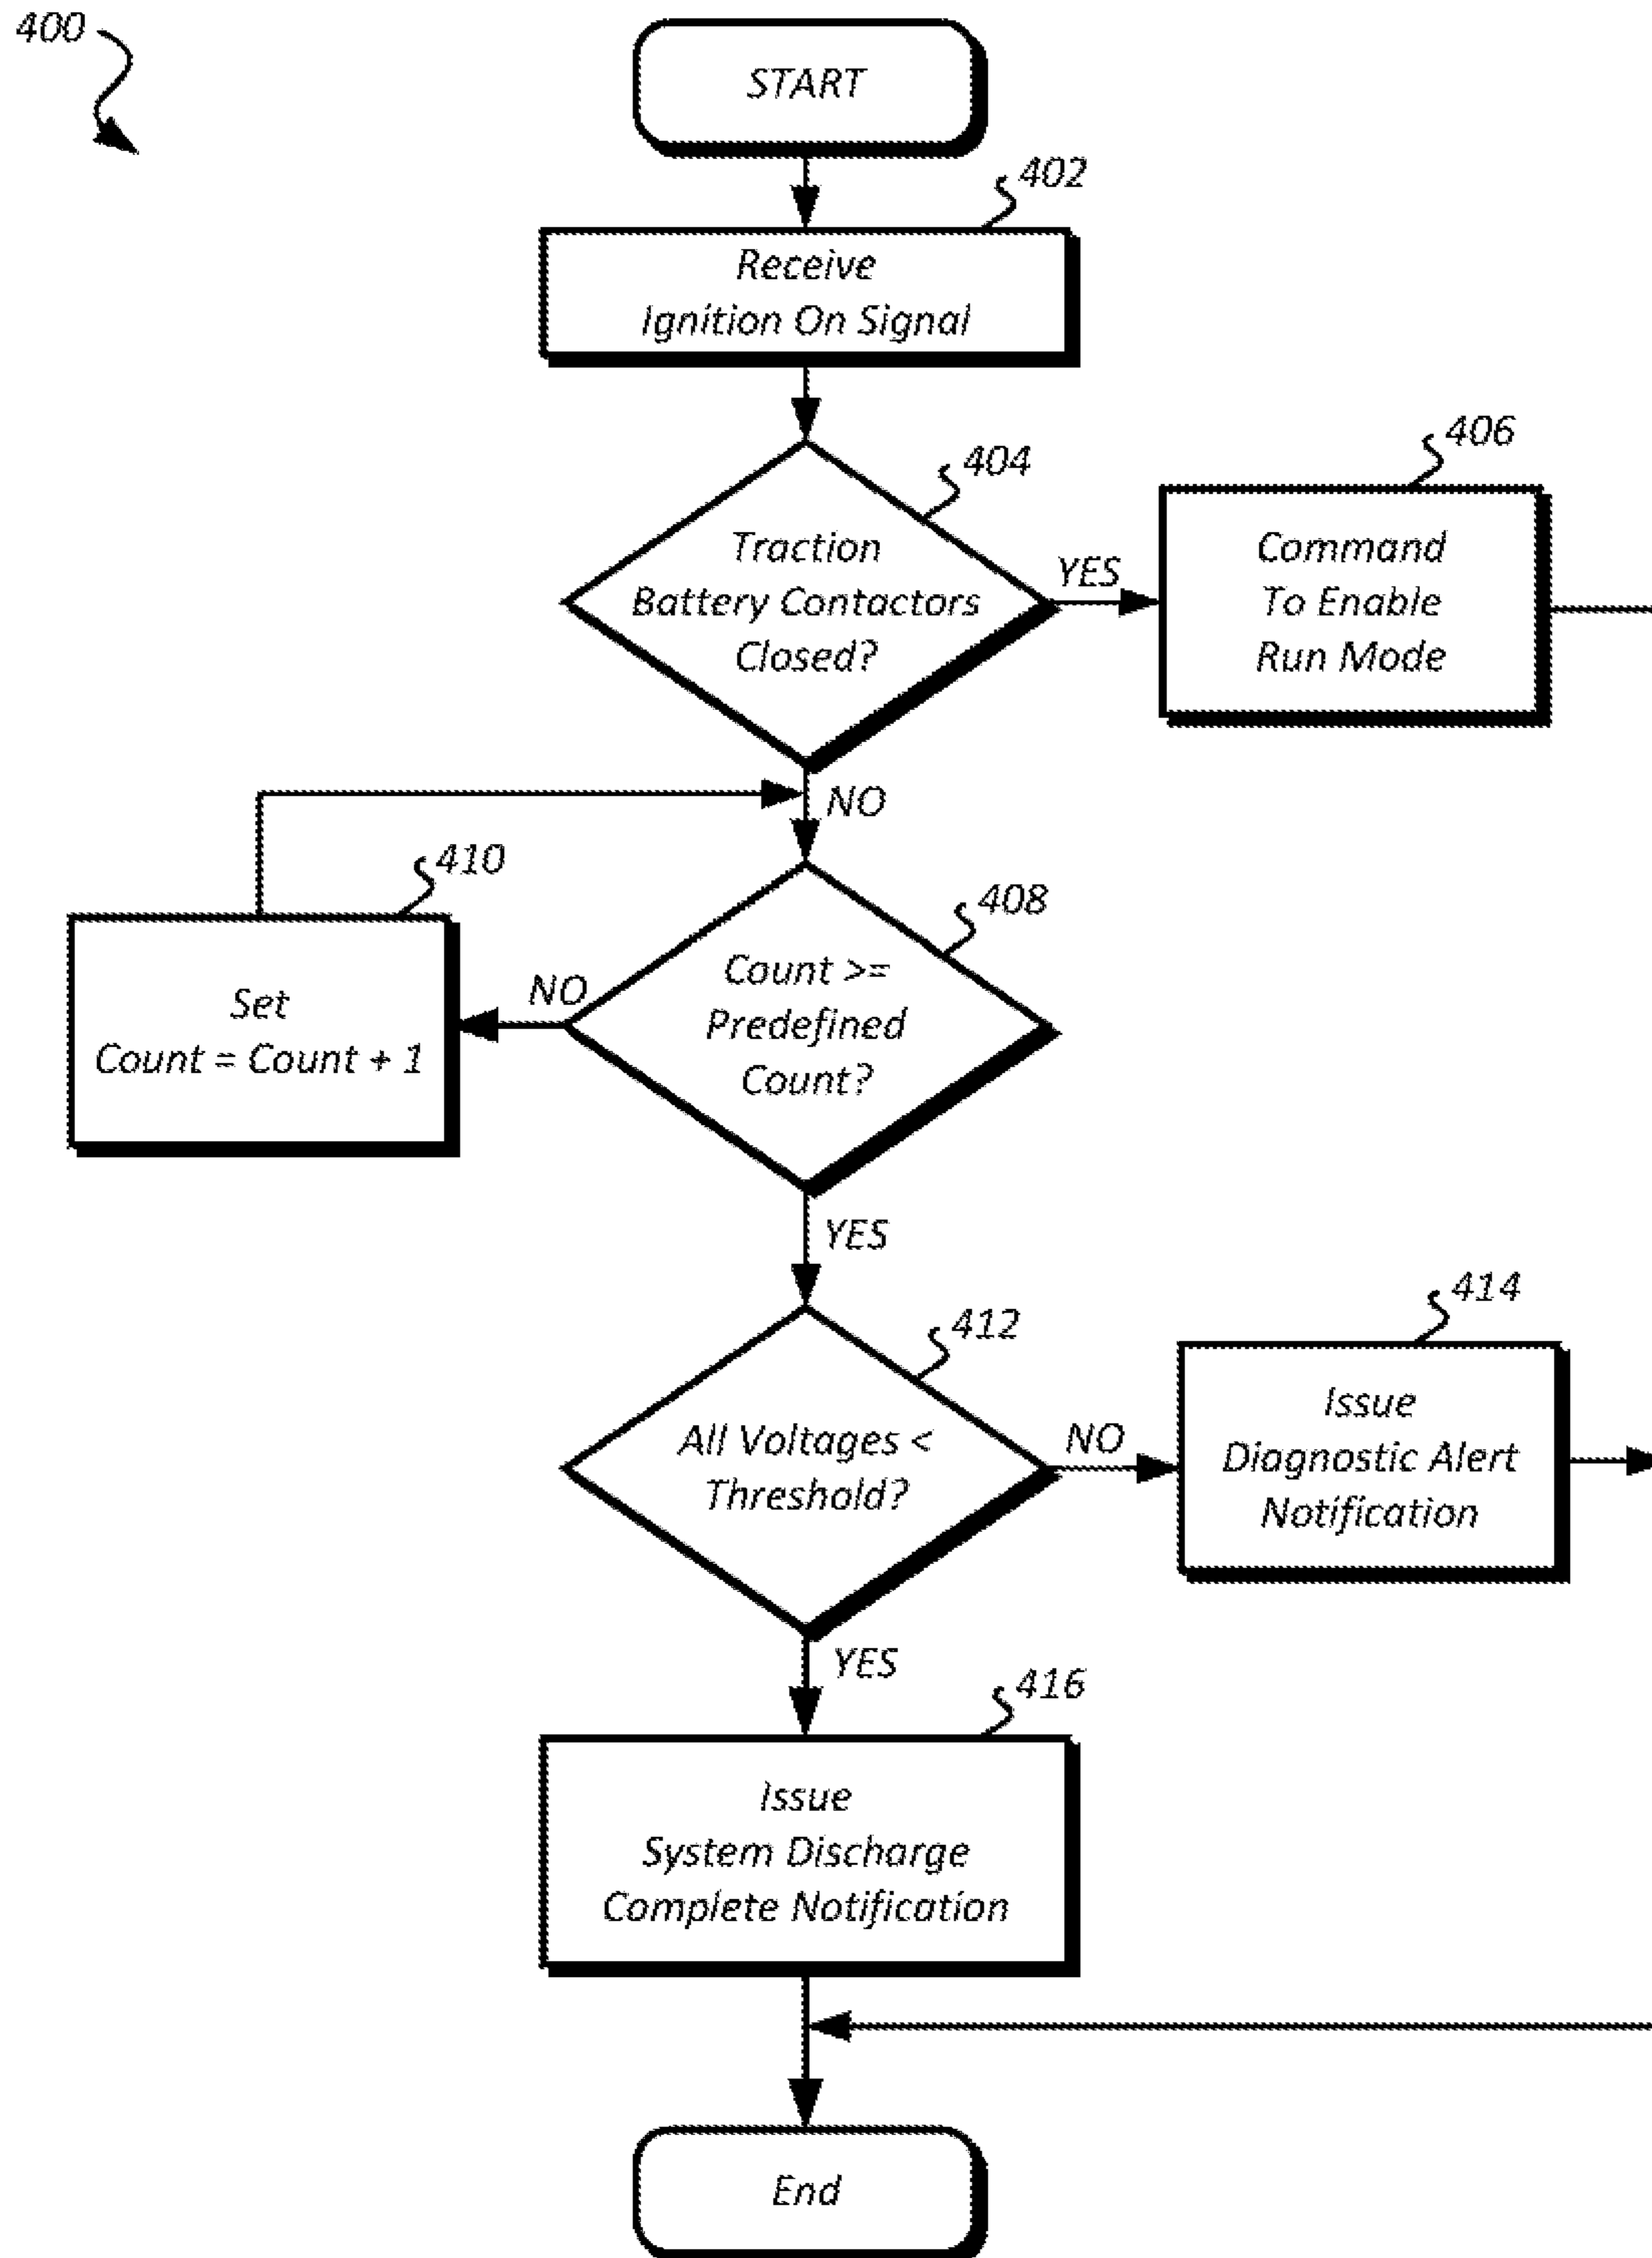 400
START
402
Receive
Ignition On Signal
404
Traction
Battery Contactors
Closed?
YES
406
Command
To Enable
Run Mode
NO
410
Set
Count = Count + 1
NO
408
Count >=
Predefined
Count?
YES
412
All Voltages <
Threshold?
NO
414
Issue
Diagnostic Alert
Notification
YES
416
Issue
System Discharge
Complete Notification
End